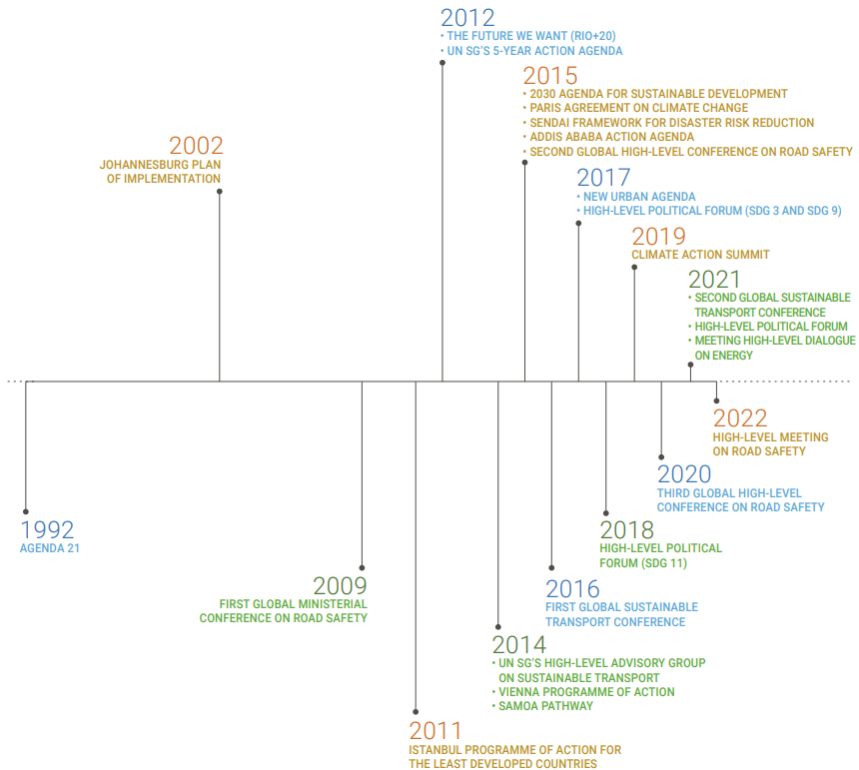 2012
• THE FUTURE WE WANT (RIO+20)
• UN SG'S 5-YEAR ACTION AGENDA
2015
• 2030 AGENDA FOR SUSTAINABLE DEVELOPMENT
• PARIS AGREEMENT ON CLIMATE CHANGE
• SENDAI FRAMEWORK FOR DISASTER RISK REDUCTION
• ADDIS ABABA ACTION AGENDA
• SECOND GLOBAL HIGH-LEVEL CONFERENCE ON ROAD SAFETY
2002
JOHANNESBURG PLAN
OF IMPLEMENTATION
2017
• NEW URBAN AGENDA
• HIGH-LEVEL POLITICAL FORUM (SDG 3 AND SDG 9)
2019
CLIMATE ACTION SUMMIT
2021
• SECOND GLOBAL SUSTAINABLE
TRANSPORT CONFERENCE
• HIGH-LEVEL POLITICAL FORUM
• MEETING HIGH-LEVEL DIALOGUE
ON ENERGY
2022
HIGH-LEVEL MEETING
ON ROAD SAFETY
2020
THIRD GLOBAL HIGH-LEVEL
CONFERENCE ON ROAD SAFETY
1992
AGENDA 21
2018
HIGH-LEVEL POLITICAL
FORUM (SDG 11)
2009
FIRST GLOBAL MINISTERIAL
CONFERENCE ON ROAD SAFETY
2016
FIRST GLOBAL SUSTAINABLE
TRANSPORT CONFERENCE
2014
• UN SG'S HIGH-LEVEL ADVISORY GROUP
ON SUSTAINABLE TRANSPORT
• VIENNA PROGRAMME OF ACTION
• SAMOA PATHWAY
2011
ISTANBUL PROGRAMME OF ACTION FOR
THE LEAST DEVELOPED COUNTRIES